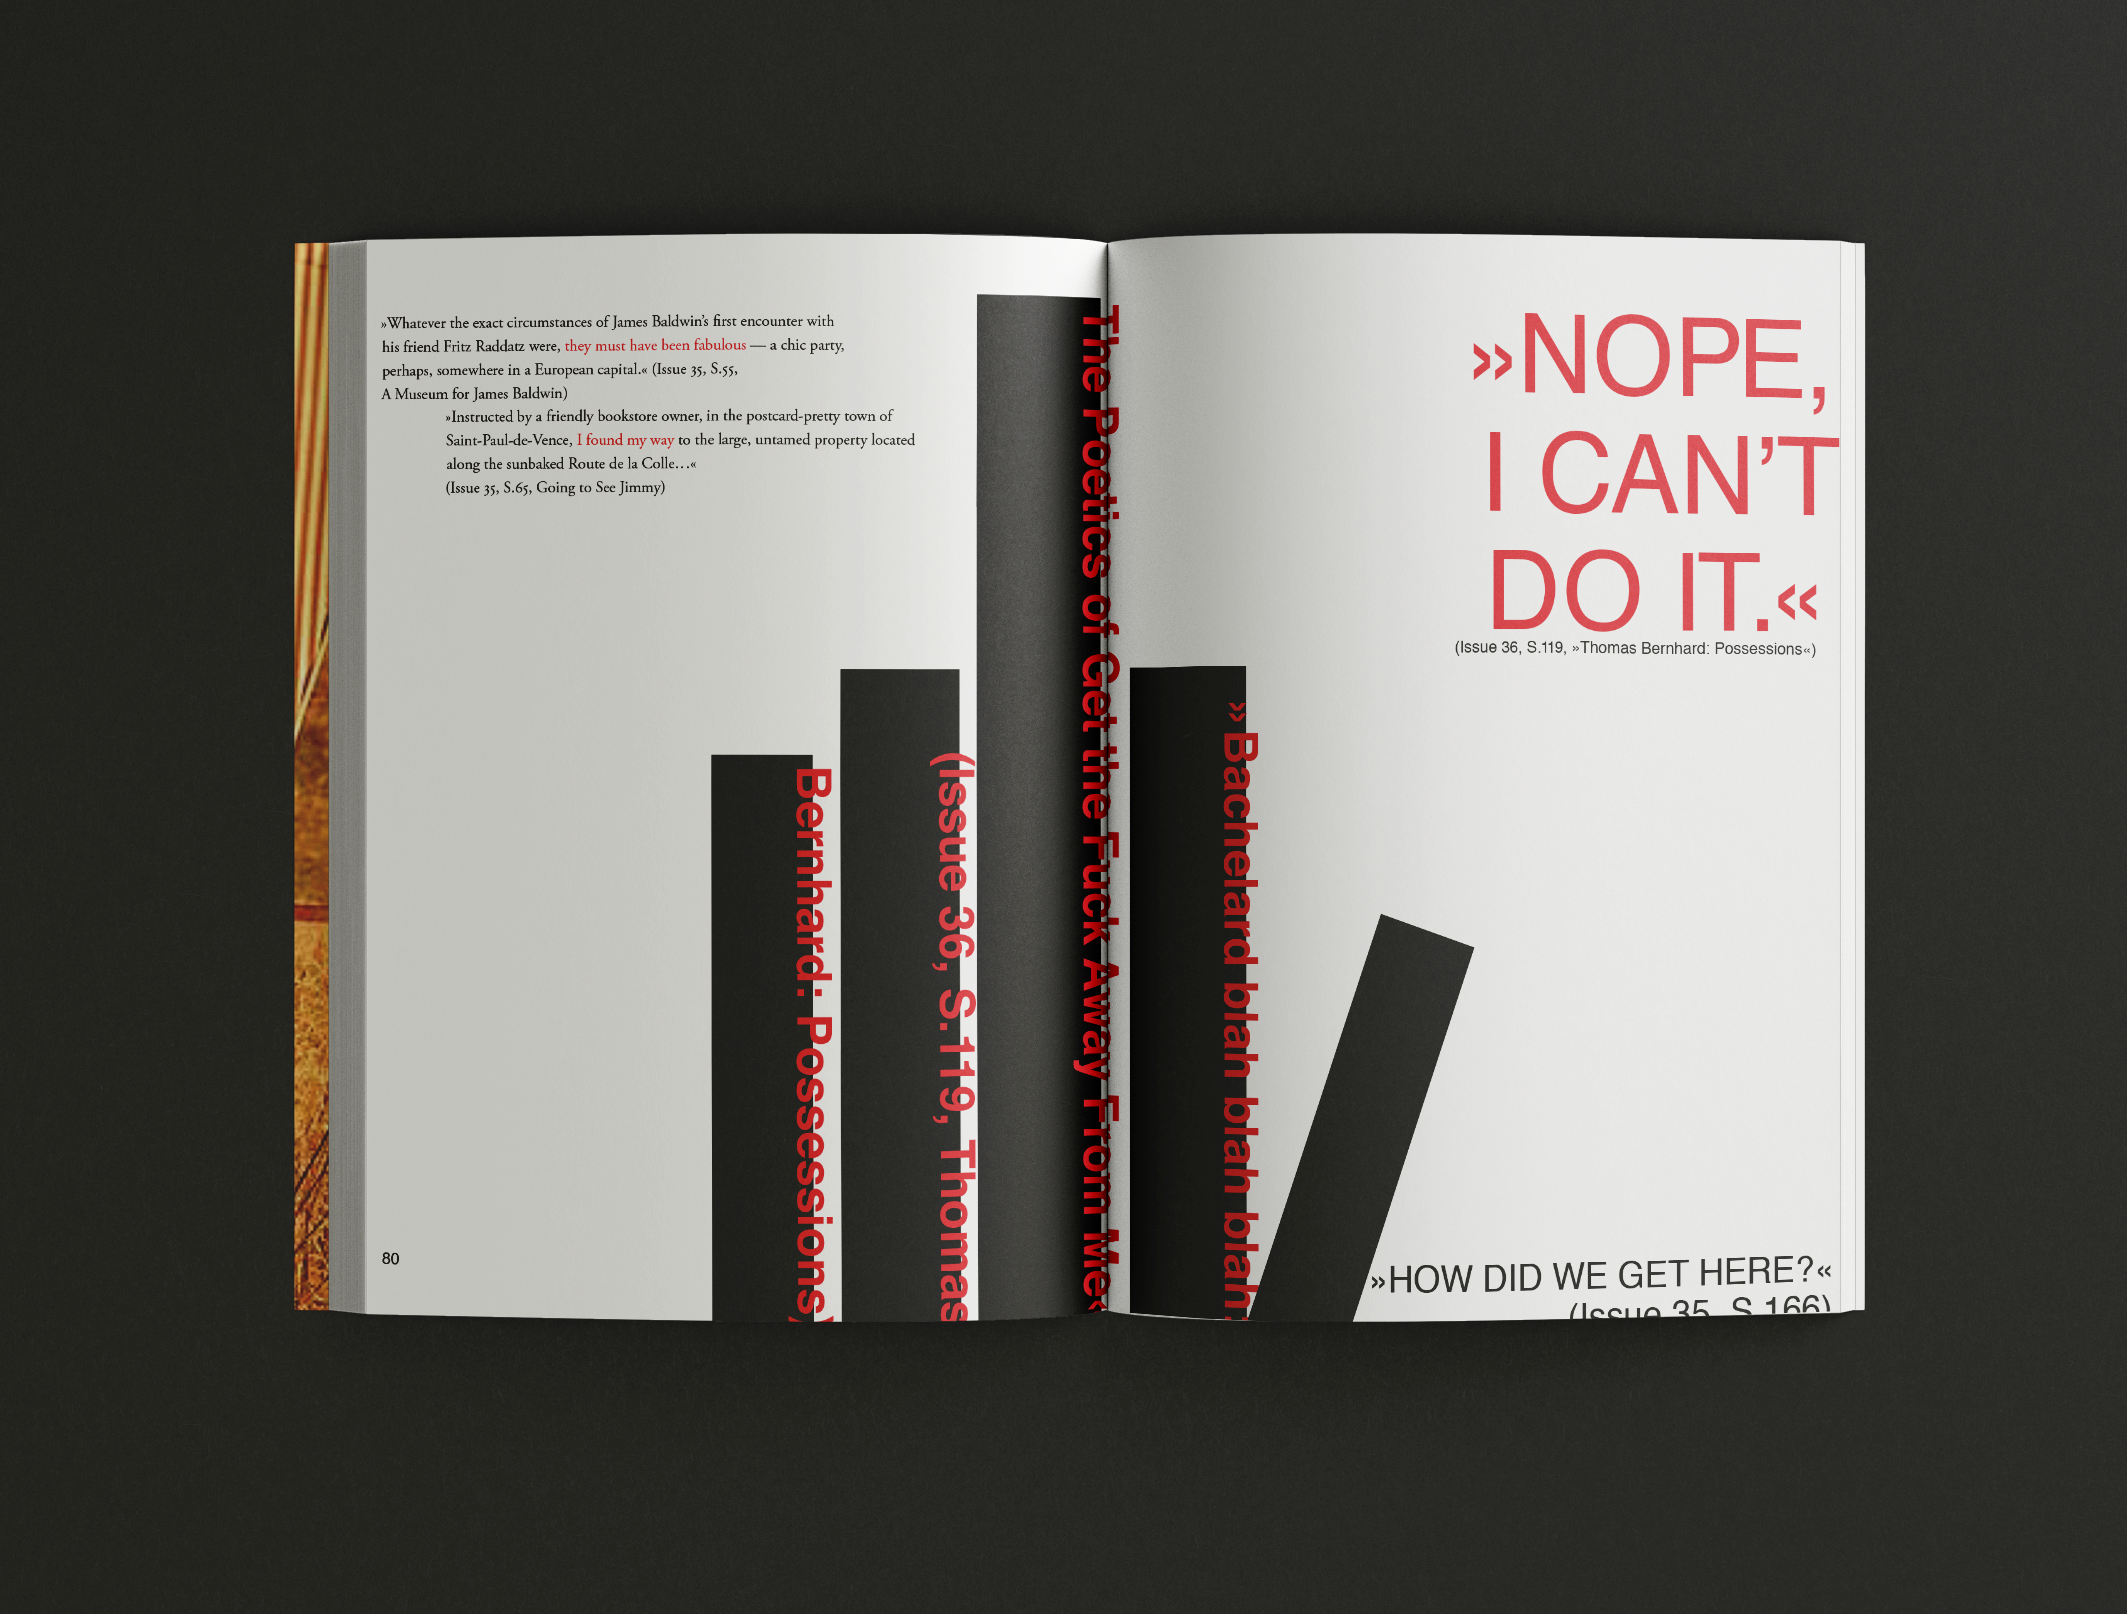 »Whatever the exact circumstances of James Baldwin's first encounter with
his friend Fritz Raddatz were, they must have been fabulous — a chic party,
perhaps, somewhere in a European capital.« (Issue 35, S.55,
A Museum for James Baldwin)
»Instructed by a friendly bookstore owner, in the postcard-pretty town of
Saint-Paul-de-Vence, I found my way to the large, untamed property located
along the sunbaked Route de la Colle…«
(Issue 35, S.65, Going to See Jimmy)
80
»Bachelard blah blah blah:
The Poetics of Get the Fuck Away From Me«
(Issue 36, S.119, Thomas
Bernhard: Possessions)
»NOPE,
I CAN'T
DO IT.«
(Issue 36, S.119, »Thomas Bernhard: Possessions«)
»HOW DID WE GET HERE?«
(Issue 35, S.166)